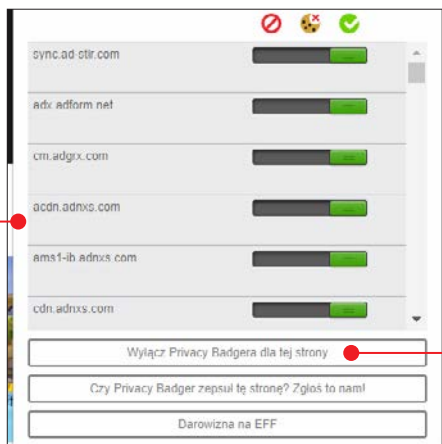 sync.ad-stir.com
adx.adform.net
cm.adgrx.com
acdn.adnxs.com
ams1-ib.adnxs.com
cdn.adnxs.com
Wyłącz Privacy Badgera dla tej strony
Czy Privacy Badger zepsuł tę stronę? Zgłoś to nam!
Darowizna na EFF